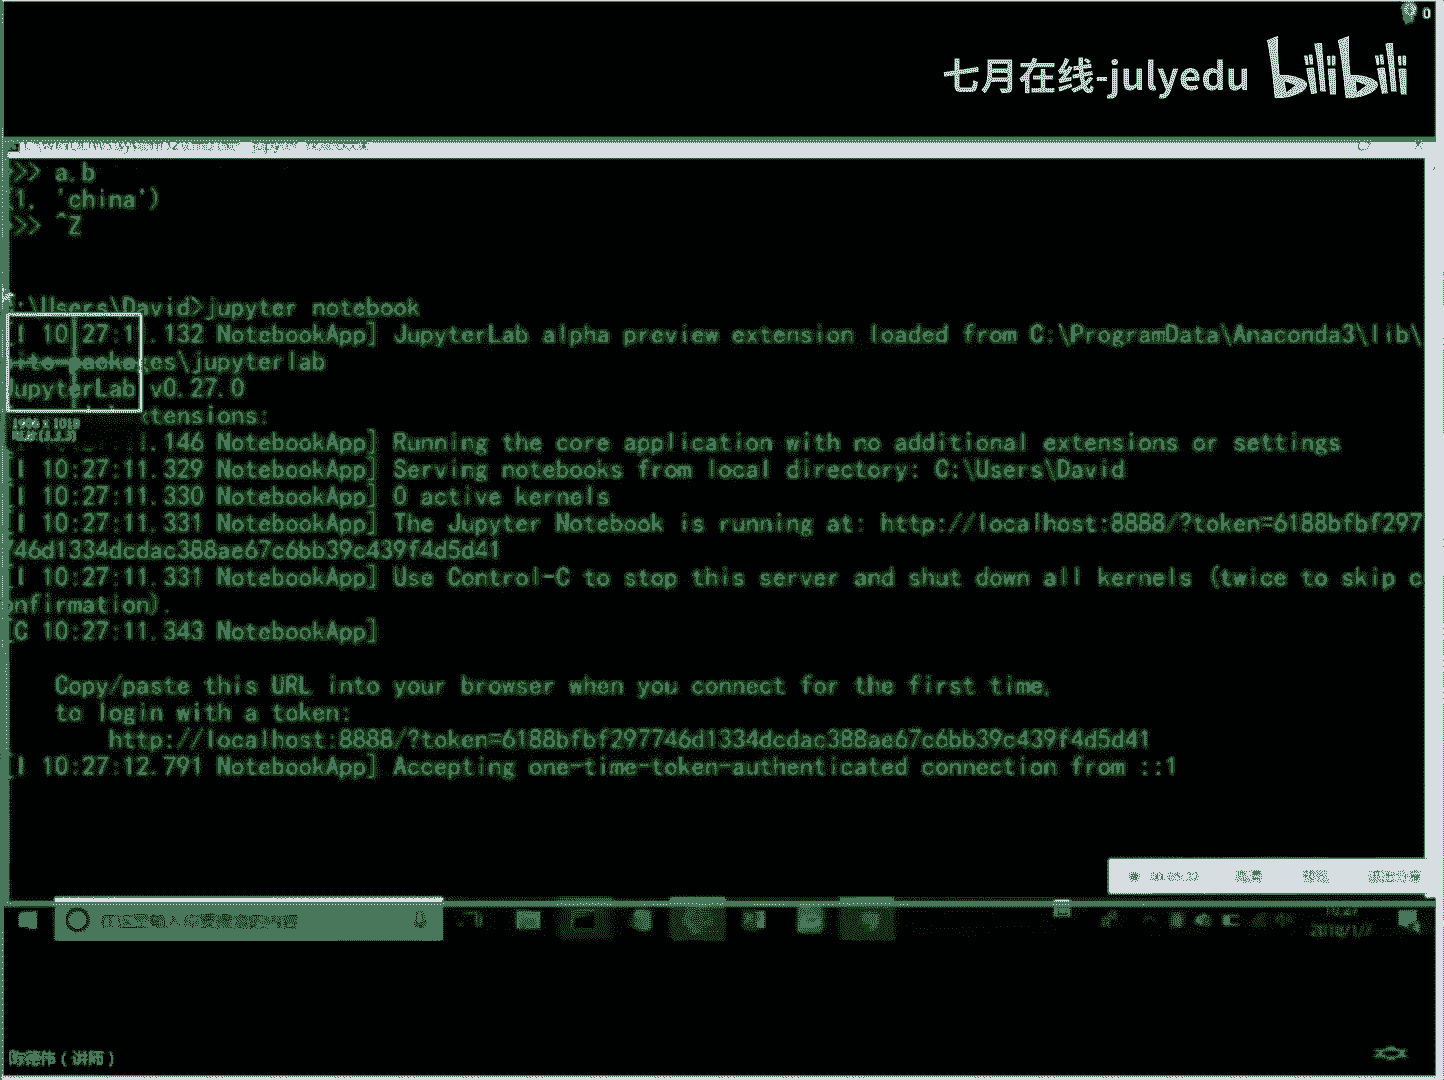 0
七月在线-julyedu bilibili
>>> a.b
1, 'china')
>>> ^Z
:\Users\David>jupyter notebook
[I 10:27:1 .132 NotebookApp] JupyterLab alpha preview extension loaded from C:\ProgramData\Anaconda3\lib\
ite-packages\jupyterlab
JupyterLab v0.27.0
tensions:
.146 NotebookApp] Running the core application with no additional extensions or settings
[I 10:27:11.329 NotebookApp] Serving notebooks from local directory: C:\Users\David
[I 10:27:11.330 NotebookApp] 0 active kernels
[I 10:27:11.331 NotebookApp] The Jupyter Notebook is running at: http://localhost:8888/?token=6188bfbf297
746d1334dcdac388ae67c6bb39c439f4d5d41
[I 10:27:11.331 NotebookApp] Use Control-C to stop this server and shut down all kernels (twice to skip c
onfirmation).
[C 10:27:11.343 NotebookApp]
Copy/paste this URL into your browser when you connect for the first time,
to login with a token:
http://localhost:8888/?token=6188bfbf297746d1334dcdac388ae67c6bb39c439f4d5d41
[I 10:27:12.791 NotebookApp] Accepting one-time-token-authenticated connection from ::1
在这里输入你要搜索的内容
10:27
2018/1/7
陈德伟（讲师）